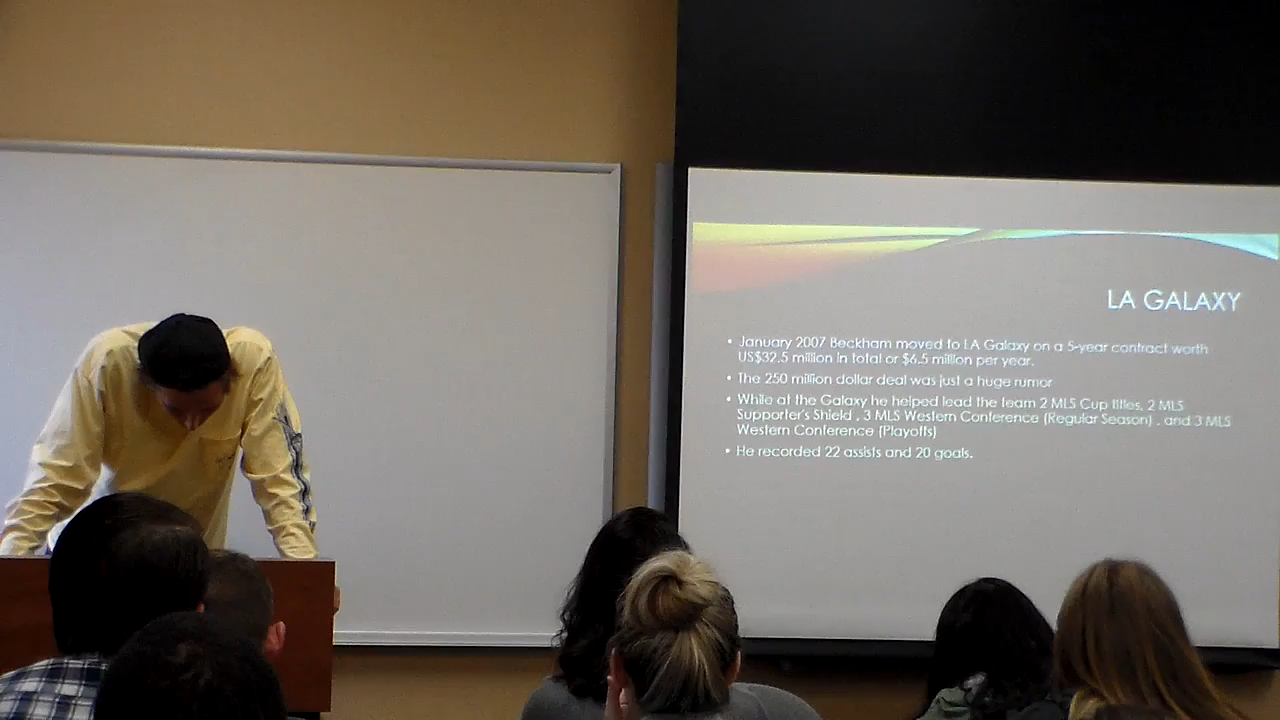 LA GALAXY
• January 2007 Beckham moved to LA Galaxy on a 5-year contract worth
US$32.5 million in total or $6.5 million per year.
• The 250 million dollar deal was just a huge rumor
• While at the Galaxy he helped lead the team 2 MLS Cup titles, 2 MLS
Supporter's Shield , 3 MLS Western Conference (Regular Season) , and 3 MLS
Western Conference (Playoffs)
• He recorded 22 assists and 20 goals.